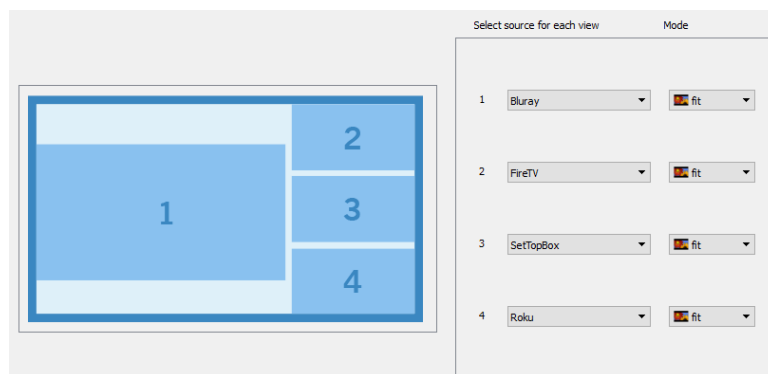 Select source for each view Mode
1 Bluray fit
2 FireTV fit
3 SetTopBox fit
4 Roku fit
1
2
3
4